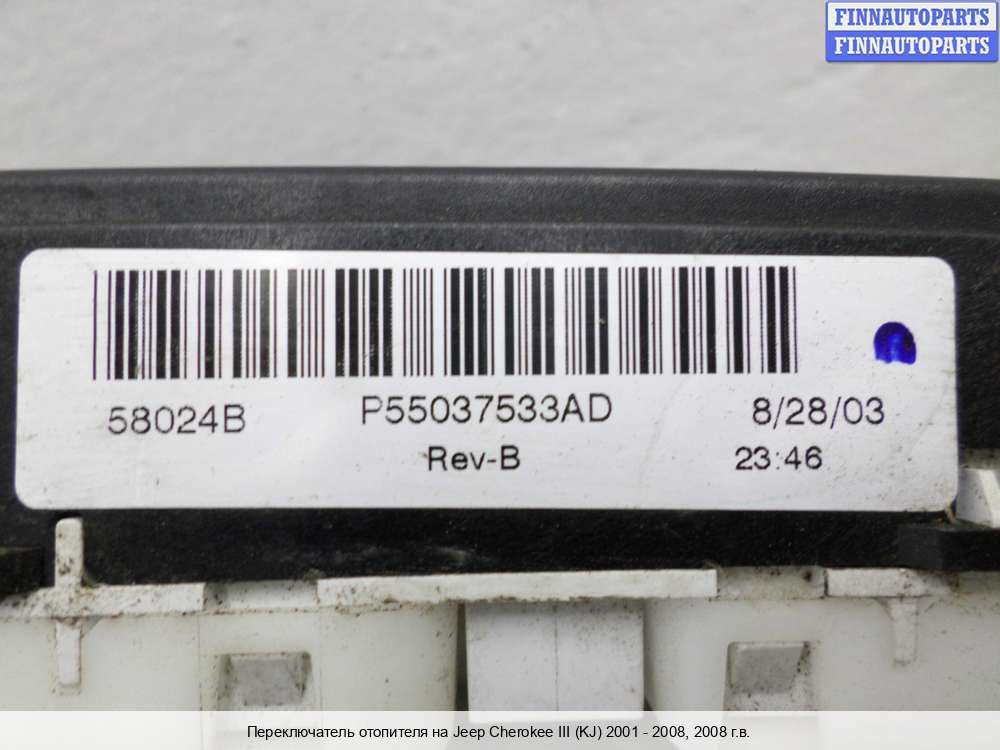 FINNAUTOPARTS
FINNAUTOPARTS
58024B P55037533AD 8/28/03
Rev-B 23:46
Переключатель отопителя на Jeep Cherokee III (KJ) 2001 - 2008, 2008 г.в.